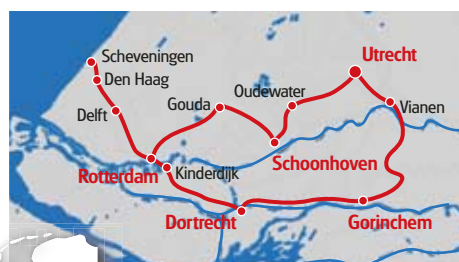 Scheveningen
Utrecht
Den Haag
Oudewater
Gouda
Vianen
Delft
Schoonhoven
Kinderdijk
Rotterdam
Dortrecht
Gorinchem